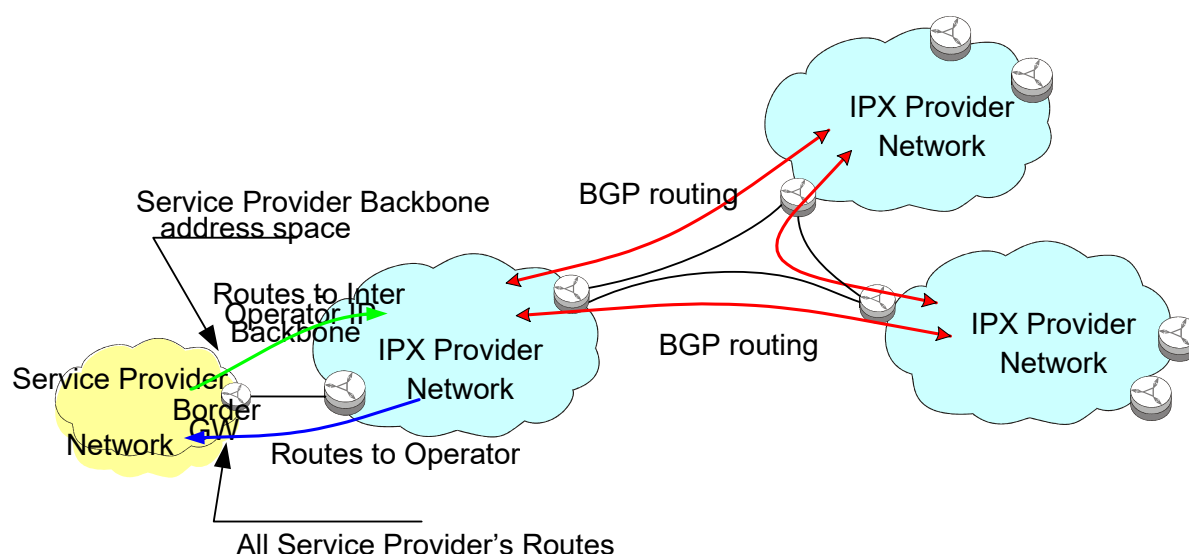 IPX Provider
Network
BGP routing
Service Provider Backbone
address space
Routes to Inter
Operator IP
Backbone
IPX Provider
Network
IPX Provider
Network
BGP routing
Service Provider
Network
Border
GW
Routes to Operator
All Service Provider’s Routes